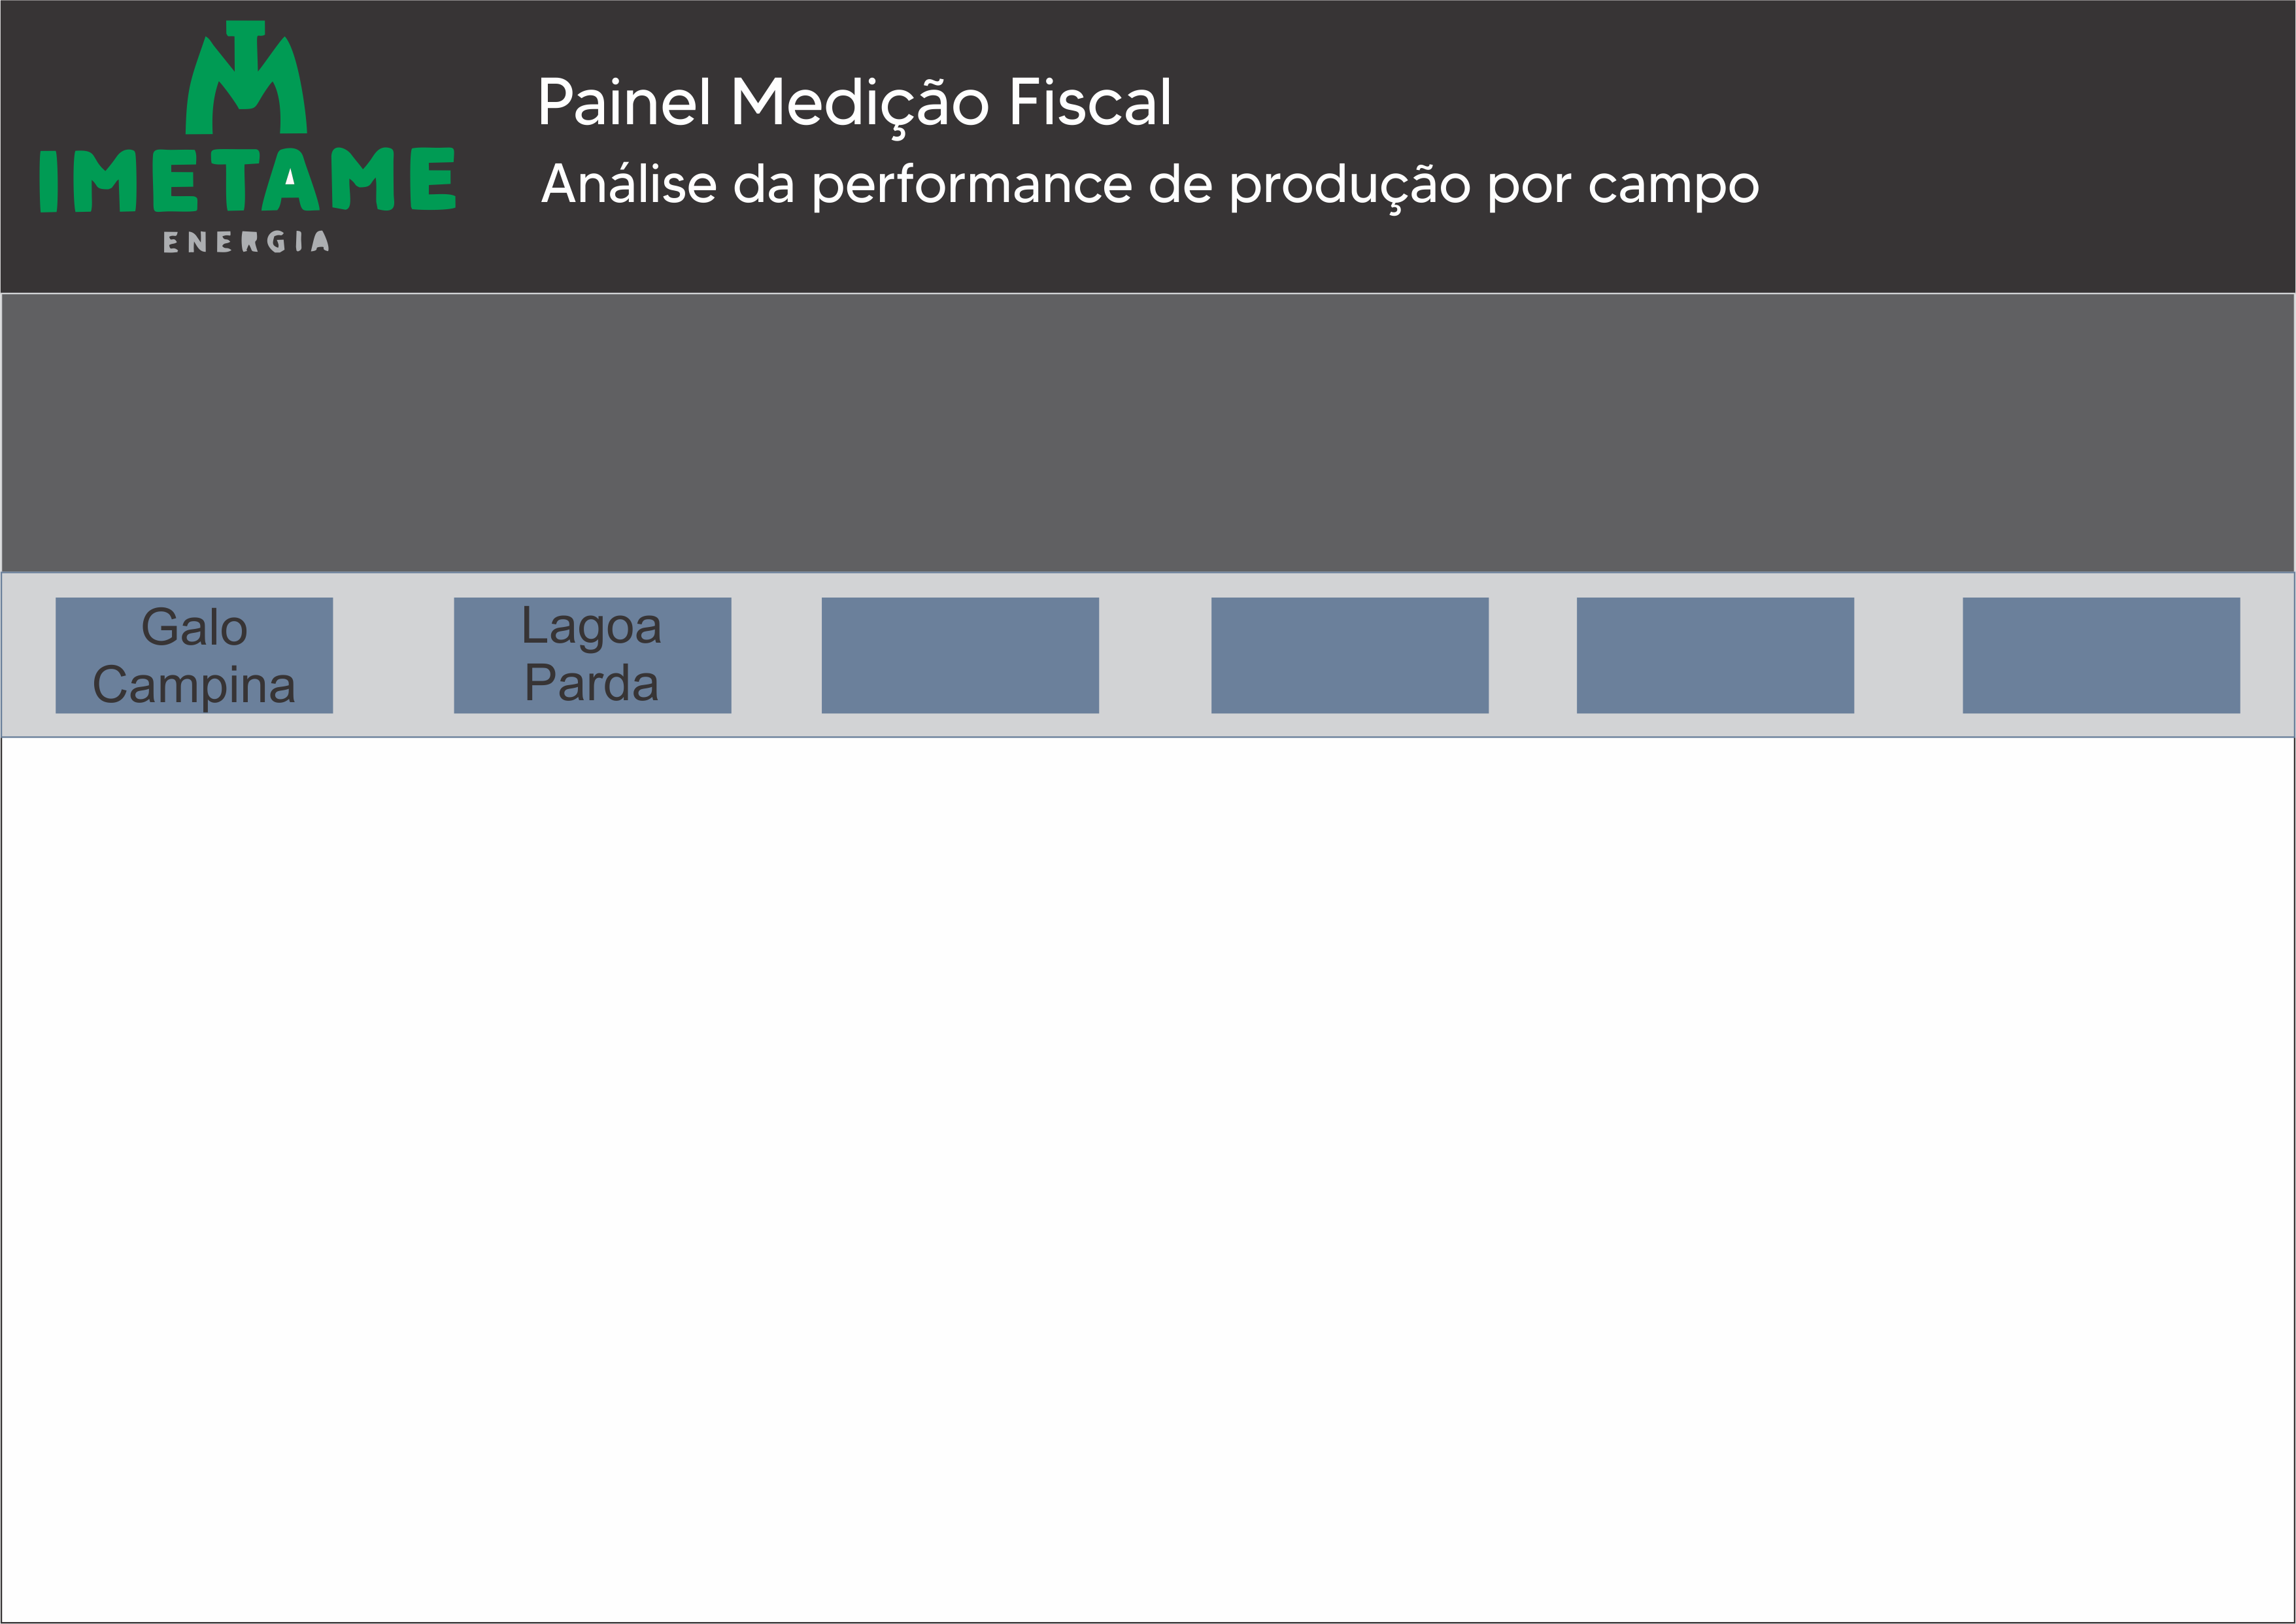 IMETAME
ENERGIA
Painel Medição Fiscal
Análise da performance de produção por campo
Galo
Campina
Lagoa
Parda